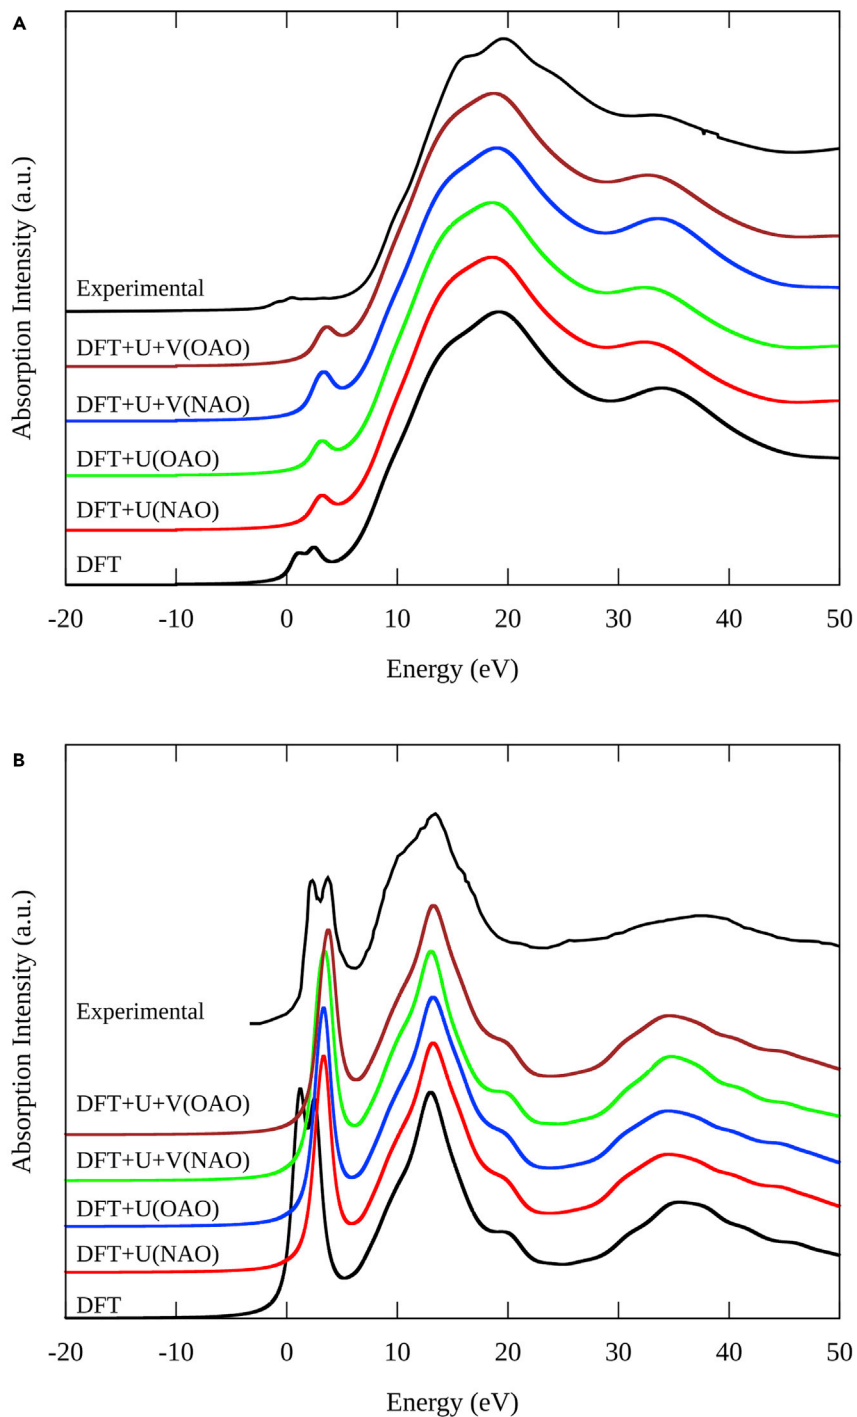 A
Absorption Intensity (a.u.)
Experimental
DFT+U+V(OAO)
DFT+U+V(NAO)
DFT+U(OAO)
DFT+U(NAO)
DFT
-20 -10 0 10 20 30 40 50
Energy (eV)
B
Absorption Intensity (a.u.)
Experimental
DFT+U+V(OAO)
DFT+U+V(NAO)
DFT+U(OAO)
DFT+U(NAO)
DFT
-20 -10 0 10 20 30 40 50
Energy (eV)